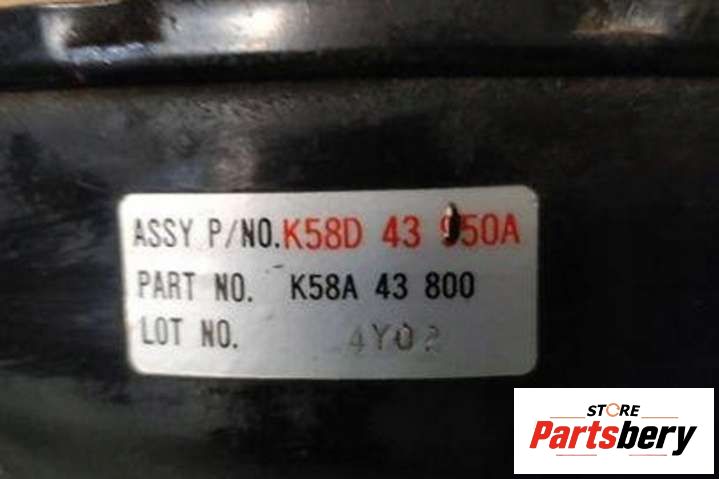 ASSY P/NO. K58D 43 950A
PART NO. K58A 43 800
LOT NO. 4Y02
STORE
Partsbery